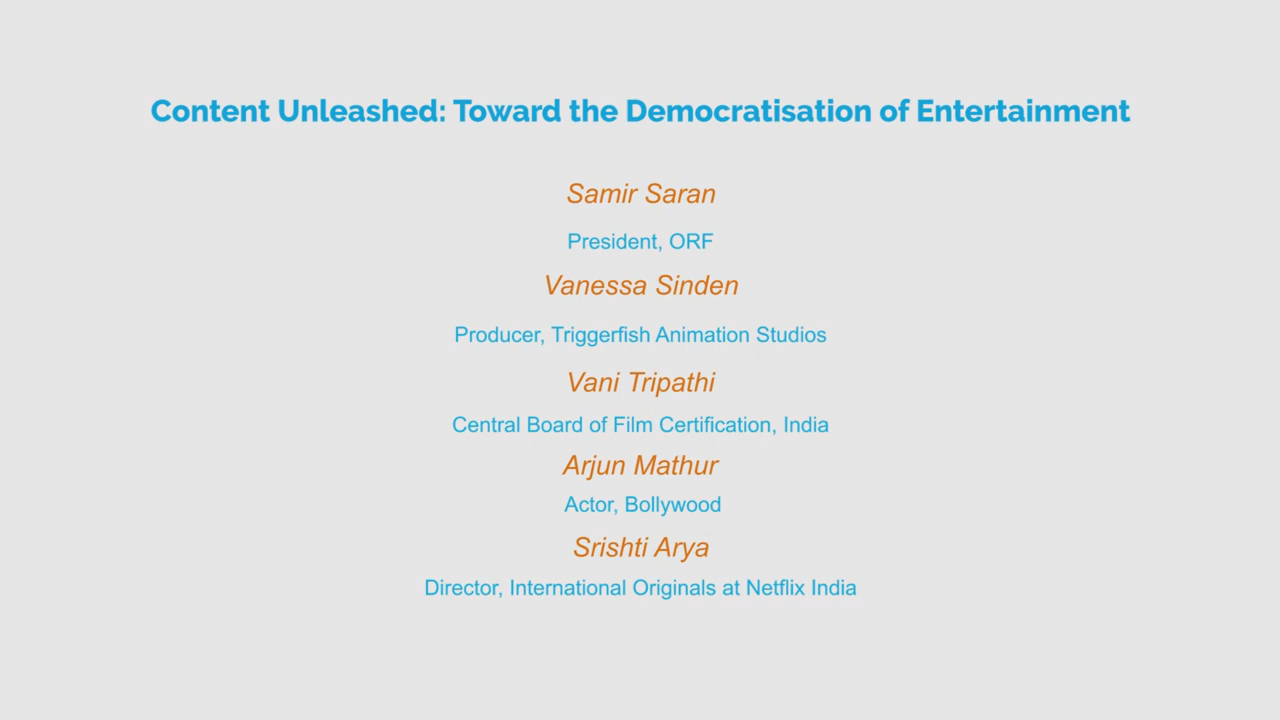 Content Unleashed: Toward the Democratisation of Entertainment
Samir Saran
President, ORF
Vanessa Sinden
Producer, Triggerfish Animation Studios
Vani Tripathi
Central Board of Film Certification, India
Arjun Mathur
Actor, Bollywood
Srishti Arya
Director, International Originals at Netflix India